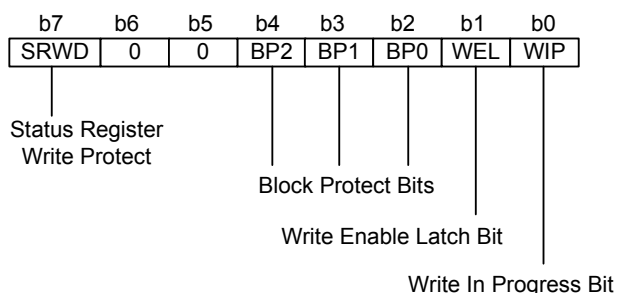 b7 b6 b5 b4 b3 b2 b1 b0
SRWD 0 0 BP2 BP1 BP0 WEL WIP
Status Register
Write Protect
Block Protect Bits
Write Enable Latch Bit
Write In Progress Bit